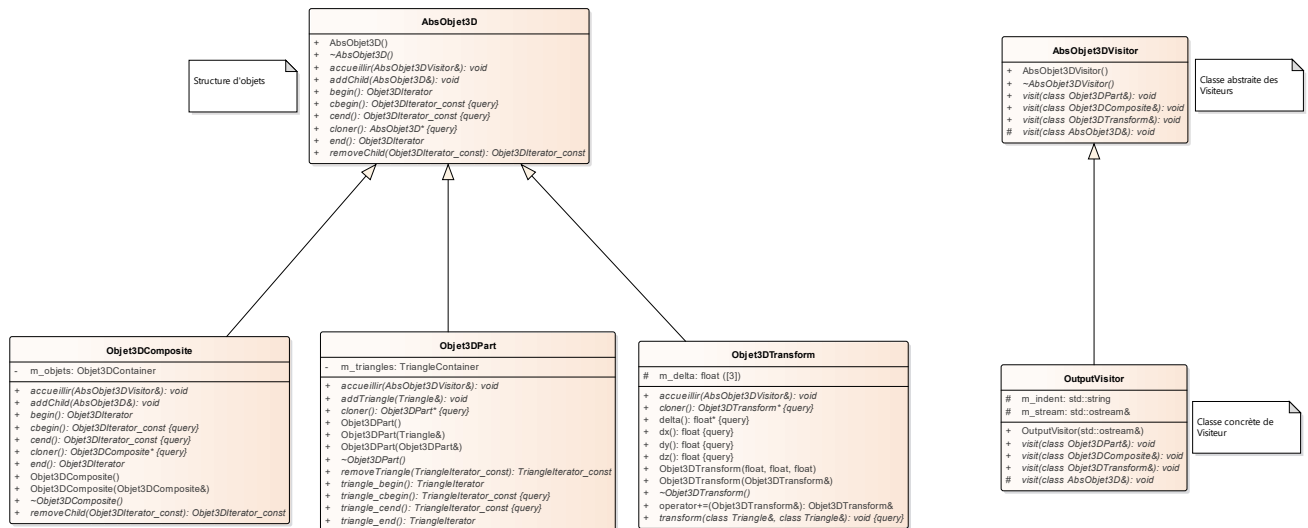 AbsObjet3D
+ AbsObjet3D()
+ ~AbsObjet3D()
+ accueillir(AbsObjet3DVisitor&): void
+ addChild(AbsObjet3D&): void
+ begin(): Objet3DIterator
+ cbegin(): Objet3DIterator_const {query}
+ cend(): Objet3DIterator_const {query}
+ cloner(): AbsObjet3D* {query}
+ end(): Objet3DIterator
+ removeChild(Objet3DIterator_const): Objet3DIterator_const
Structure d'objets
AbsObjet3DVisitor
+ AbsObjet3DVisitor()
+ ~AbsObjet3DVisitor()
+ visit(class Objet3DPart&): void
+ visit(class Objet3DComposite&): void
+ visit(class Objet3DTransform&): void
# visit(class AbsObjet3D&): void
Classe abstraite des
Visiteurs
Objet3DComposite
- m_objets: Objet3DContainer
+ accueillir(AbsObjet3DVisitor&): void
+ addChild(AbsObjet3D&): void
+ begin(): Objet3DIterator
+ cbegin(): Objet3DIterator_const {query}
+ cend(): Objet3DIterator_const {query}
+ cloner(): Objet3DComposite* {query}
+ end(): Objet3DIterator
+ Objet3DComposite()
+ Objet3DComposite(Objet3DComposite&)
+ ~Objet3DComposite()
+ removeChild(Objet3DIterator_const): Objet3DIterator_const
Objet3DPart
- m_triangles: TriangleContainer
+ accueillir(AbsObjet3DVisitor&): void
+ addTriangle(Triangle&): void
+ cloner(): Objet3DPart* {query}
+ Objet3DPart()
+ Objet3DPart(Triangle&)
+ Objet3DPart(Objet3DPart&)
+ ~Objet3DPart()
+ removeTriangle(TriangleIterator_const): TriangleIterator_const
+ triangle_begin(): TriangleIterator
+ triangle_cbegin(): TriangleIterator_const {query}
+ triangle_cend(): TriangleIterator_const {query}
+ triangle_end(): TriangleIterator
Objet3DTransform
# m_delta: float ([3])
+ accueillir(AbsObjet3DVisitor&): void
+ cloner(): Objet3DTransform* {query}
+ delta(): float* {query}
+ dx(): float {query}
+ dy(): float {query}
+ dz(): float {query}
+ Objet3DTransform(float, float, float)
+ Objet3DTransform(Objet3DTransform&)
+ ~Objet3DTransform()
+ operator+=(Objet3DTransform&): Objet3DTransform&
+ transform(class Triangle&, class Triangle&): void {query}
OutputVisitor
# m_indent: std::string
# m_stream: std::ostream&
+ OutputVisitor(std::ostream&)
+ visit(class Objet3DPart&): void
+ visit(class Objet3DComposite&): void
+ visit(class Objet3DTransform&): void
# visit(class AbsObjet3D&): void
Classe concrète de
Visiteur